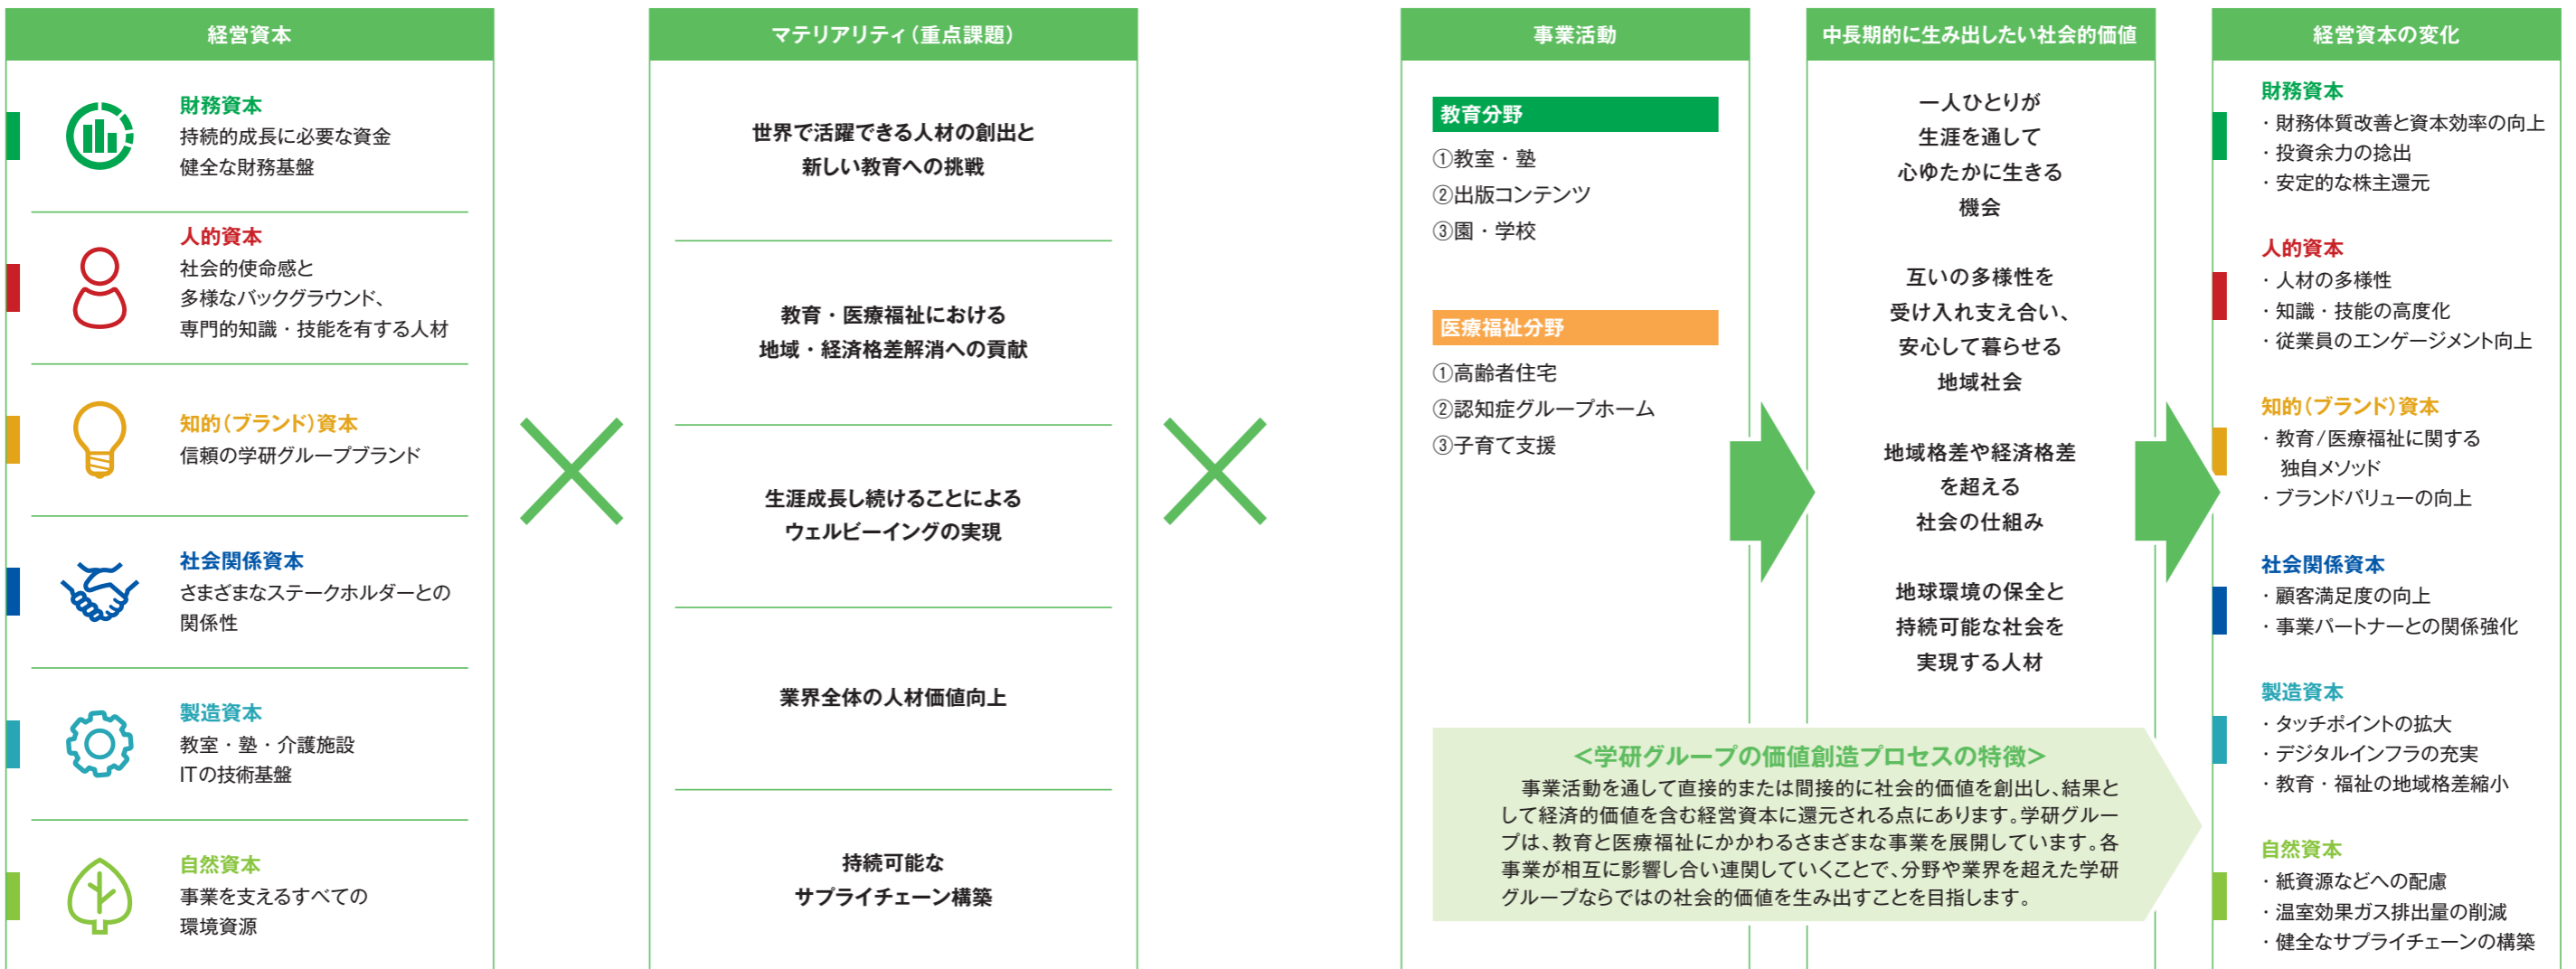 経営資本
財務資本
持続的成長に必要な資金
健全な財務基盤
人的資本
社会的使命感と
多様なバックグラウンド、
専門的知識・技能を有する人材
知的(ブランド)資本
信頼の学研グループブランド
社会関係資本
さまざまなステークホルダーとの
関係性
製造資本
教室・塾・介護施設
ITの技術基盤
自然資本
事業を支えるすべての
環境資源
マテリアリティ(重点課題)
世界で活躍できる人材の創出と
新しい教育への挑戦
教育・医療福祉における
地域・経済格差解消への貢献
生涯成長し続けることによる
ウェルビーイングの実現
業界全体の人材価値向上
持続可能な
サプライチェーン構築
事業活動
教育分野
①教室・塾
②出版コンテンツ
③園・学校
医療福祉分野
①高齢者住宅
②認知症グループホーム
③子育て支援
中長期的に生み出したい社会的価値
一人ひとりが
生涯を通して
心ゆたかに生きる
機会
互いの多様性を
受け入れ支え合い、
安心して暮らせる
地域社会
地域格差や経済格差
を超える
社会の仕組み
地球環境の保全と
持続可能な社会を
実現する人材
<学研グループの価値創造プロセスの特徴>
事業活動を通して直接的または間接的に社会的価値を創出し、結果と
して経済的価値を含む経営資本に還元される点にあります。学研グルー
プは、教育と医療福祉にかかわるさまざまな事業を展開しています。各
事業が相互に影響し合い連関していくことで、分野や業界を超えた学研
グループならではの社会的価値を生み出すことを目指します。
経営資本の変化
財務資本
・財務体質改善と資本効率の向上
・投資余力の捻出
・安定的な株主還元
人的資本
・人材の多様性
・知識・技能の高度化
・従業員のエンゲージメント向上
知的(ブランド)資本
・教育/医療福祉に関する
独自メソッド
・ブランドバリューの向上
社会関係資本
・顧客満足度の向上
・事業パートナーとの関係強化
製造資本
・タッチポイントの拡大
・デジタルインフラの充実
・教育・福祉の地域格差縮小
自然資本
・紙資源などへの配慮
・温室効果ガス排出量の削減
・健全なサプライチェーンの構築